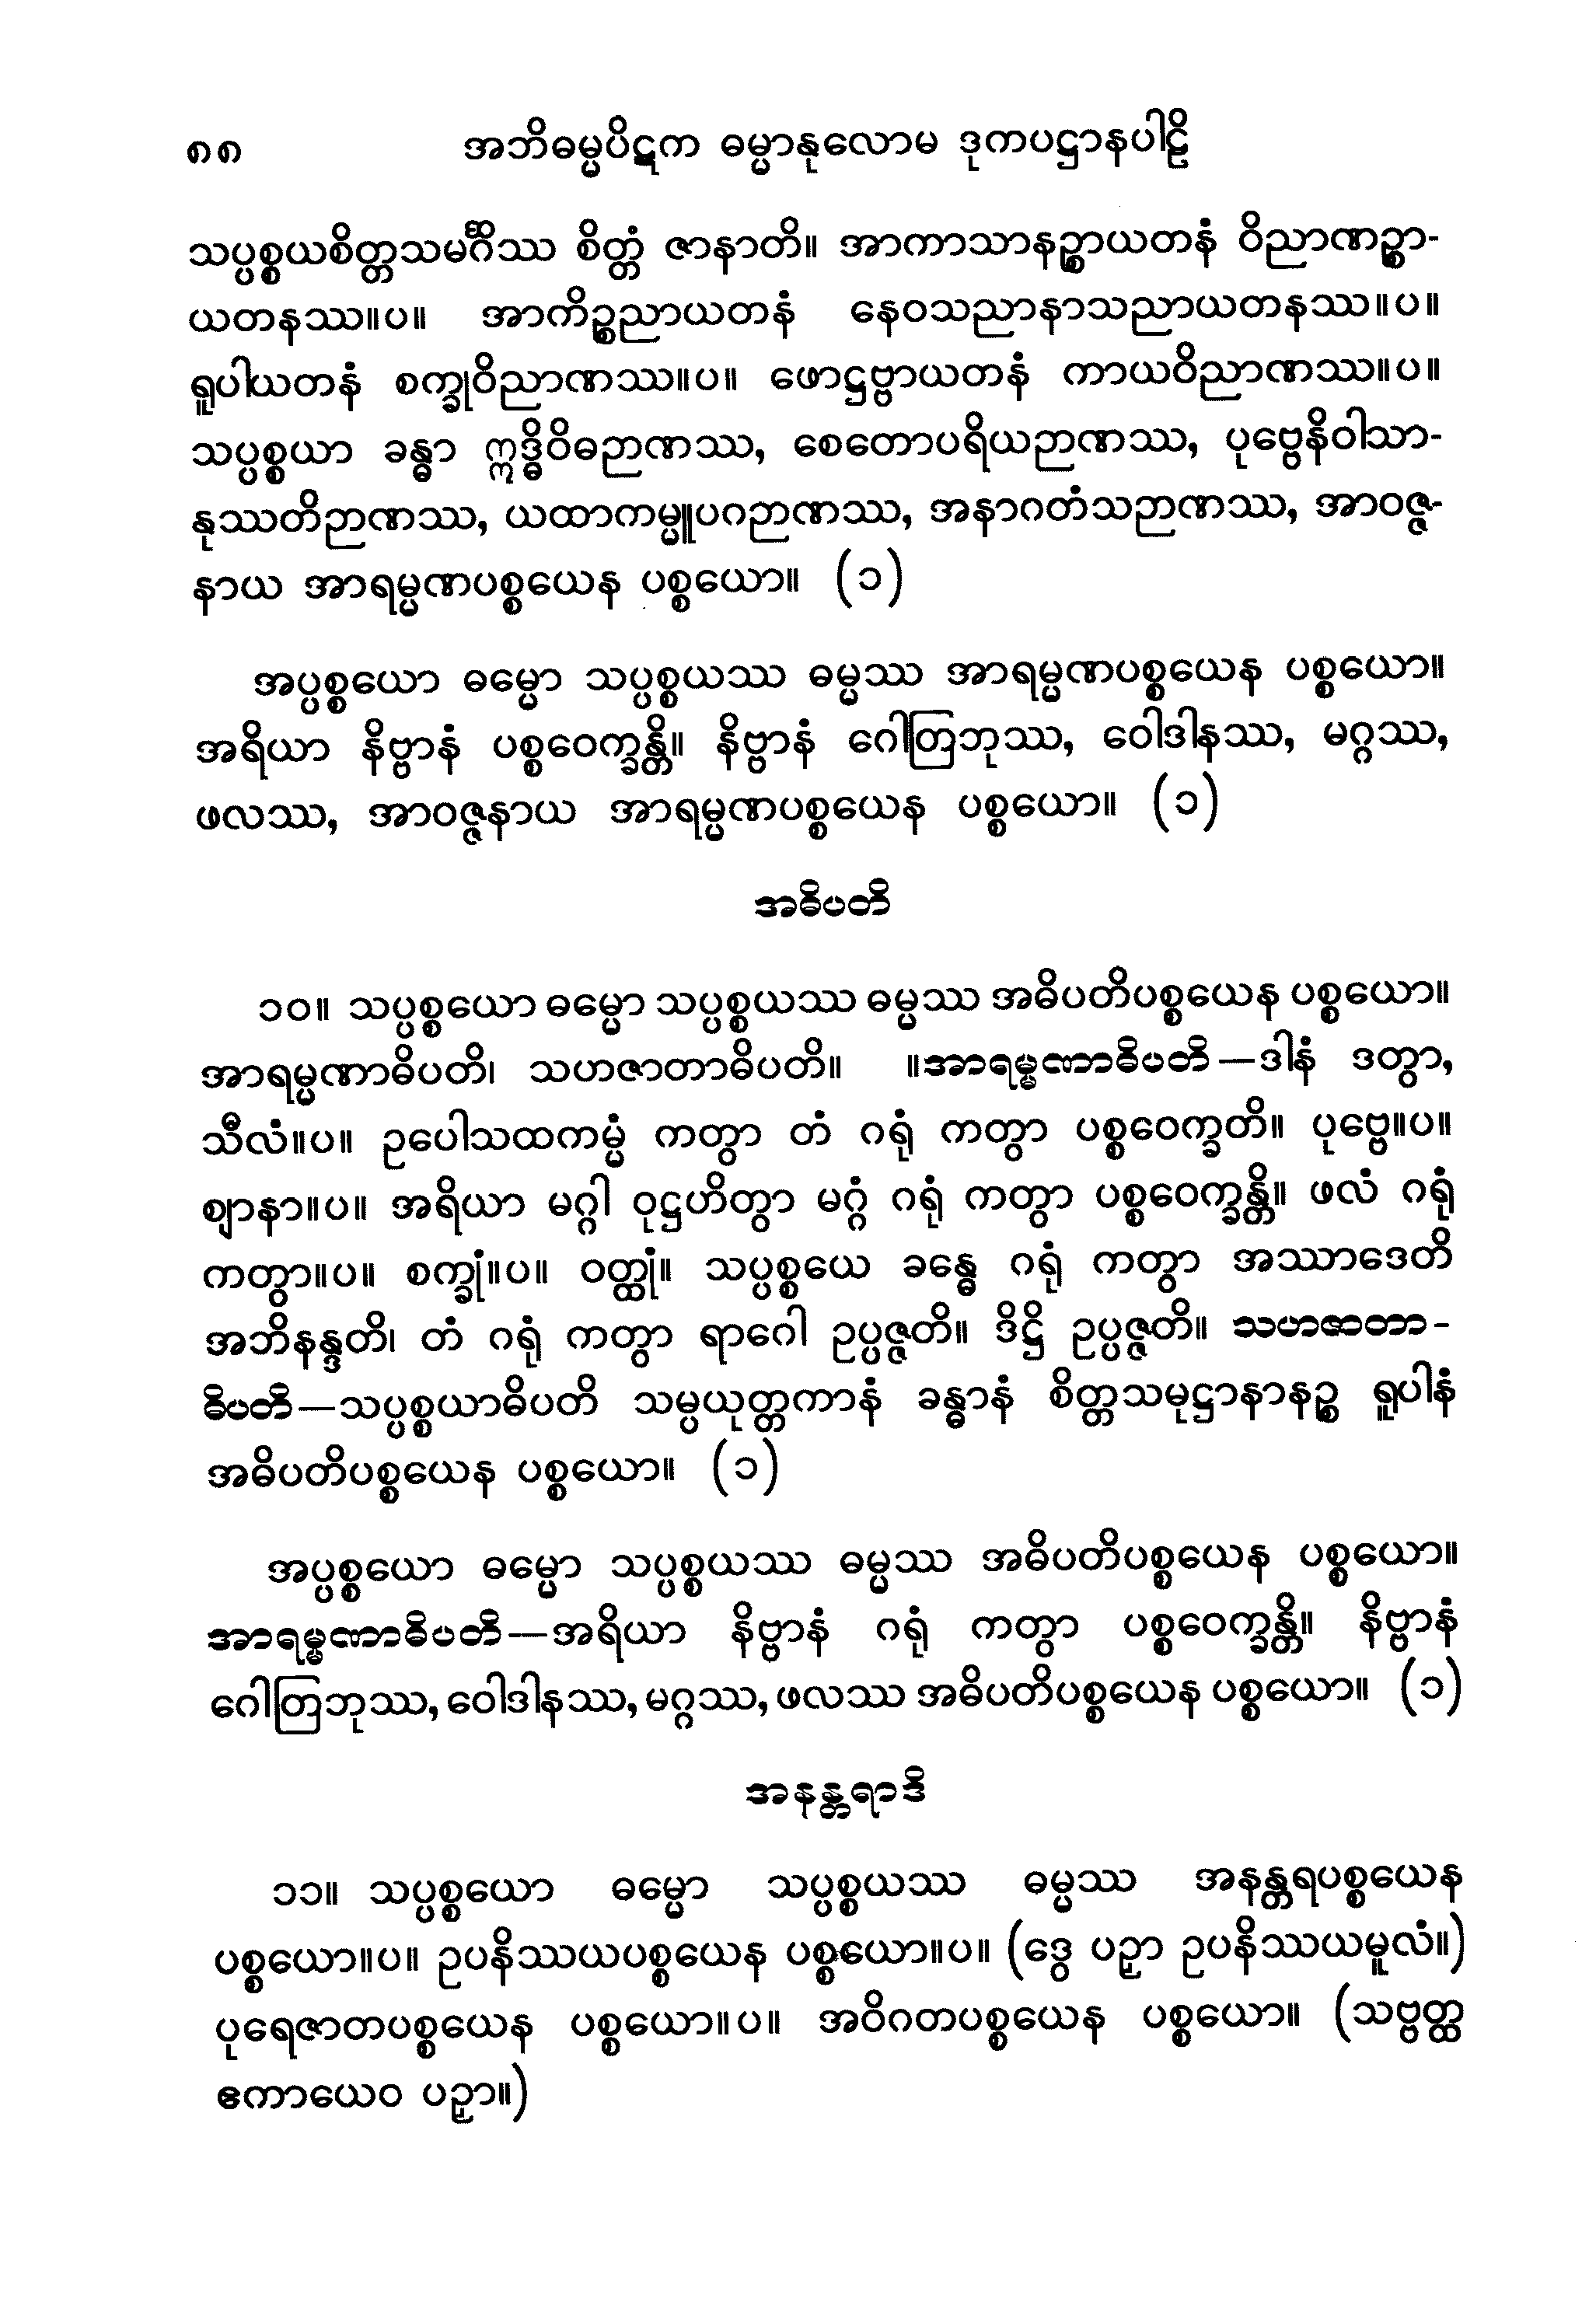 ၈၈ အဘိဓမ္မပိဋက ဓမ္မာနုလောမ ဒုကပဋ္ဌာနပါဠိ
သပ္ပစ္စယစိတ္တသမင်္ဂိဿ စိတ္တံ ဇာနာတိ။ အာကာသာနဉ္စာယတနံ ဝိညာဏဉ္စာ-
ယတနဿ။ပ။ အာကိဉ္စညာယတနံ နေဝသညာနာသညာယတနဿ။ပ။
ရူပါယတနံ စက္ခုဝိညာဏဿ။ပ။ ဖောဋ္ဌဗ္ဗာယတနံ ကာယဝိညာဏဿ။ပ။
သပ္ပစ္စယာ ခန္ဓာ ဣဒ္ဓိဝိဓဉာဏဿ, စေတောပရိယဉာဏဿ, ပုဗ္ဗေနိဝါသာ-
နုဿတိဉာဏဿ, ယထာကမ္မူပဂဉာဏဿ, အနာဂတံသဉာဏဿ, အာဝဇ္ဇ-
နာယ အာရမ္မဏပစ္စယေန ပစ္စယော။ (၁)
အပ္ပစ္စယော ဓမ္မော သပ္ပစ္စယဿ ဓမ္မဿ အာရမ္မဏပစ္စယေန ပစ္စယော။
အရိယာ နိဗ္ဗာနံ ပစ္စဝေက္ခန္တိ။ နိဗ္ဗာနံ ဂေါတြဘုဿ, ဝေါဒါနဿ, မဂ္ဂဿ,
ဖလဿ, အာဝဇ္ဇနာယ အာရမ္မဏပစ္စယေန ပစ္စယော။ (၁)
အဓိပတိ
၁၀။ သပ္ပစ္စယော ဓမ္မော သပ္ပစ္စယဿ ဓမ္မဿ အဓိပတိပစ္စယေန ပစ္စယော။
အာရမ္မဏာဓိပတိ၊ သဟဇာတာဓိပတိ။ ။အာရမ္မဏာဓိပတိ—ဒါနံ ဒတွာ,
သီလံ။ပ။ ဥပေါသထကမ္မံ ကတွာ တံ ဂရုံ ကတွာ ပစ္စဝေက္ခတိ။ ပုဗ္ဗေ။ပ။
ဈာနာ။ပ။ အရိယာ မဂ္ဂါ ဝုဋ္ဌဟိတွာ မဂ္ဂံ ဂရုံ ကတွာ ပစ္စဝေက္ခန္တိ။ ဖလံ ဂရုံ
ကတွာ။ပ။ စက္ခုံ။ပ။ ဝတ္ထုံ။ သပ္ပစ္စယေ ခန္ဓေ ဂရုံ ကတွာ အဿာဒေတိ
အဘိနန္ဒတိ၊ တံ ဂရုံ ကတွာ ရာဂေါ ဥပ္ပဇ္ဇတိ။ ဒိဋ္ဌိ ဥပ္ပဇ္ဇတိ။ သဟဇာတာ-
ဓိပတိ—သပ္ပစ္စယာဓိပတိ သမ္ပယုတ္တကာနံ ခန္ဓာနံ စိတ္တသမုဋ္ဌာနာနဉ္စ ရူပါနံ
အဓိပတိပစ္စယေန ပစ္စယော။ (၁)
အပ္ပစ္စယော ဓမ္မော သပ္ပစ္စယဿ ဓမ္မဿ အဓိပတိပစ္စယေန ပစ္စယော။
အာရမ္မဏာဓိပတိ—အရိယာ နိဗ္ဗာနံ ဂရုံ ကတွာ ပစ္စဝေက္ခန္တိ။ နိဗ္ဗာနံ
ဂေါတြဘုဿ, ဝေါဒါနဿ, မဂ္ဂဿ, ဖလဿ အဓိပတိပစ္စယေန ပစ္စယော။ (၁)
အနန္တရာဒိ
၁၁။ သပ္ပစ္စယော ဓမ္မော သပ္ပစ္စယဿ ဓမ္မဿ အနန္တရပစ္စယေန
ပစ္စယော။ပ။ ဥပနိဿယပစ္စယေန ပစ္စယော။ပ။ (ဒွေ ပဉှာ ဥပနိဿယမူလံ။)
ပုရေဇာတပစ္စယေန ပစ္စယော။ပ။ အဝိဂတပစ္စယေန ပစ္စယော။ (သဗ္ဗတ္ထ
ဧကာယေဝ ပဉှာ။)